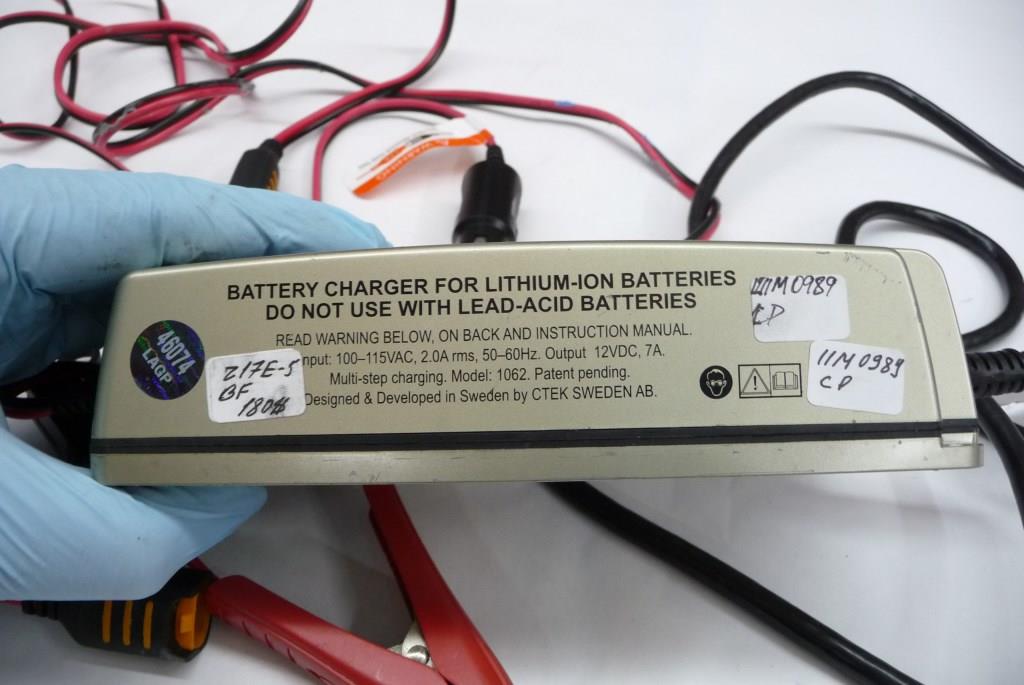 BATTERY CHARGER FOR LITHIUM-ION BATTERIES
DO NOT USE WITH LEAD-ACID BATTERIES
READ WARNING BELOW, ON BACK AND INSTRUCTION MANUAL.
nput: 100–115VAC, 2.0A rms, 50–60Hz. Output 12VDC, 7A.
Multi-step charging. Model: 1062. Patent pending.
Designed & Developed in Sweden by CTEK SWEDEN AB.
46074
LAGP
217E-5
BF
M0989
CD
11M0989
CD